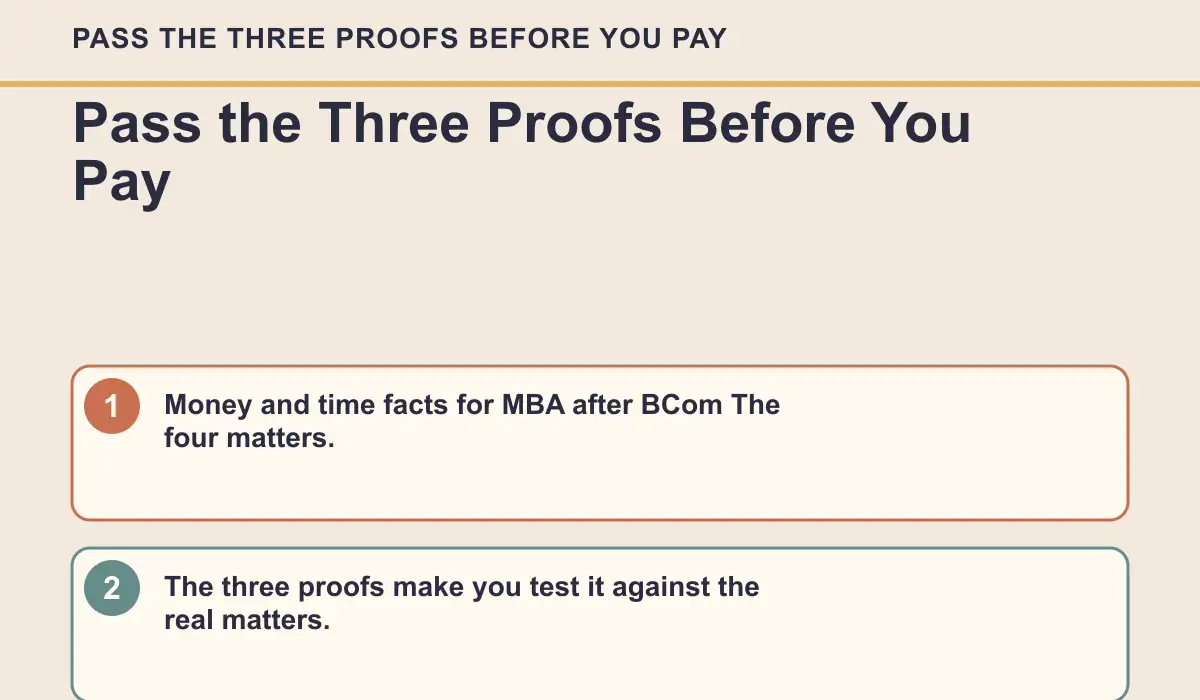 PASS THE THREE PROOFS BEFORE YOU PAY
Pass the Three Proofs Before You
Pay
1
Money and time facts for MBA after BCom The
four matters.
2
The three proofs make you test it against the
real matters.